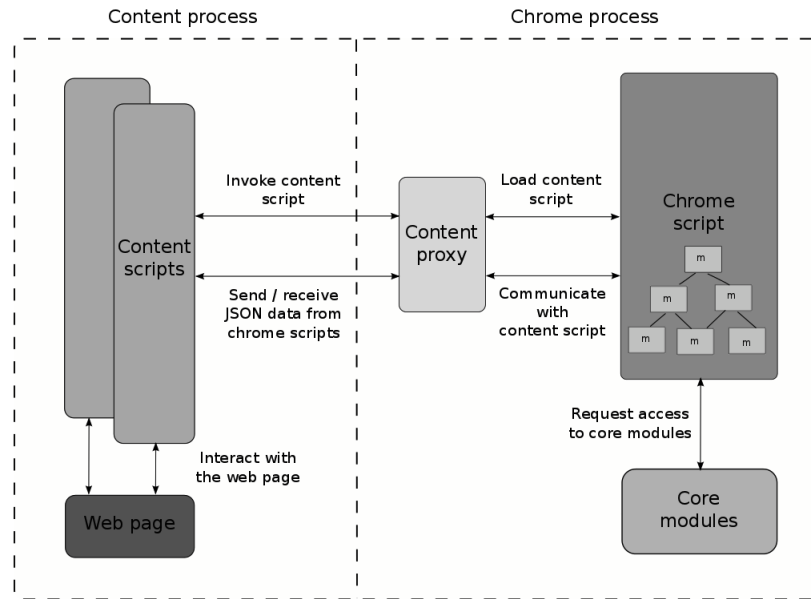 Content process
Chrome process
Invoke content
script
Load content
script
Content
scripts
Content
proxy
Chrome
script
m
m
m
m
m
m
Send / receive
JSON data from
chrome scripts
Communicate
with
content script
Request access
to core modules
Interact with
the web page
Web page
Core
modules